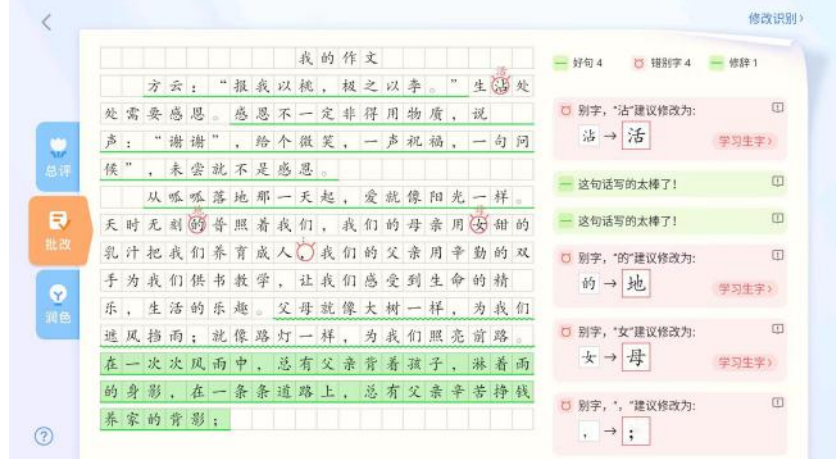 修改识别>
我的作文
好句 4 错别字 4 修辞 1
活
方云：“报我以桃，极之以李。”生沾处
处需要感恩。感恩不一定非得用物质，说
声：“谢谢”，给个微笑，一声祝福，一句问
候”，未尝就不是感恩。
从呱呱落地那一天起，爱就像阳光一样。
地 母
天时无刻的普照着我们，我们的母亲用女甜的
；
乳汁把我们养育成人，我们的父亲用辛勤的双
手为我们供书教学，让我们感受到生命的精
乐，生活的乐趣。父母就像大树一样，为我们
遮风挡雨；就像路灯一样，为我们照亮前路。
在一次次风雨中，总有父亲背着孩子，淋着雨
的身影，在一条条道路上，总有父亲辛苦挣钱
养家的背影；
总评
批改
润色
别字，“沾”建议修改为:
沾 → 活
学习生字>
这句话写的太棒了！
这句话写的太棒了！
别字，“的”建议修改为:
的 → 地
学习生字>
别字，“女”建议修改为:
女 → 母
学习生字>
别字，“，”建议修改为:
， → ；
?